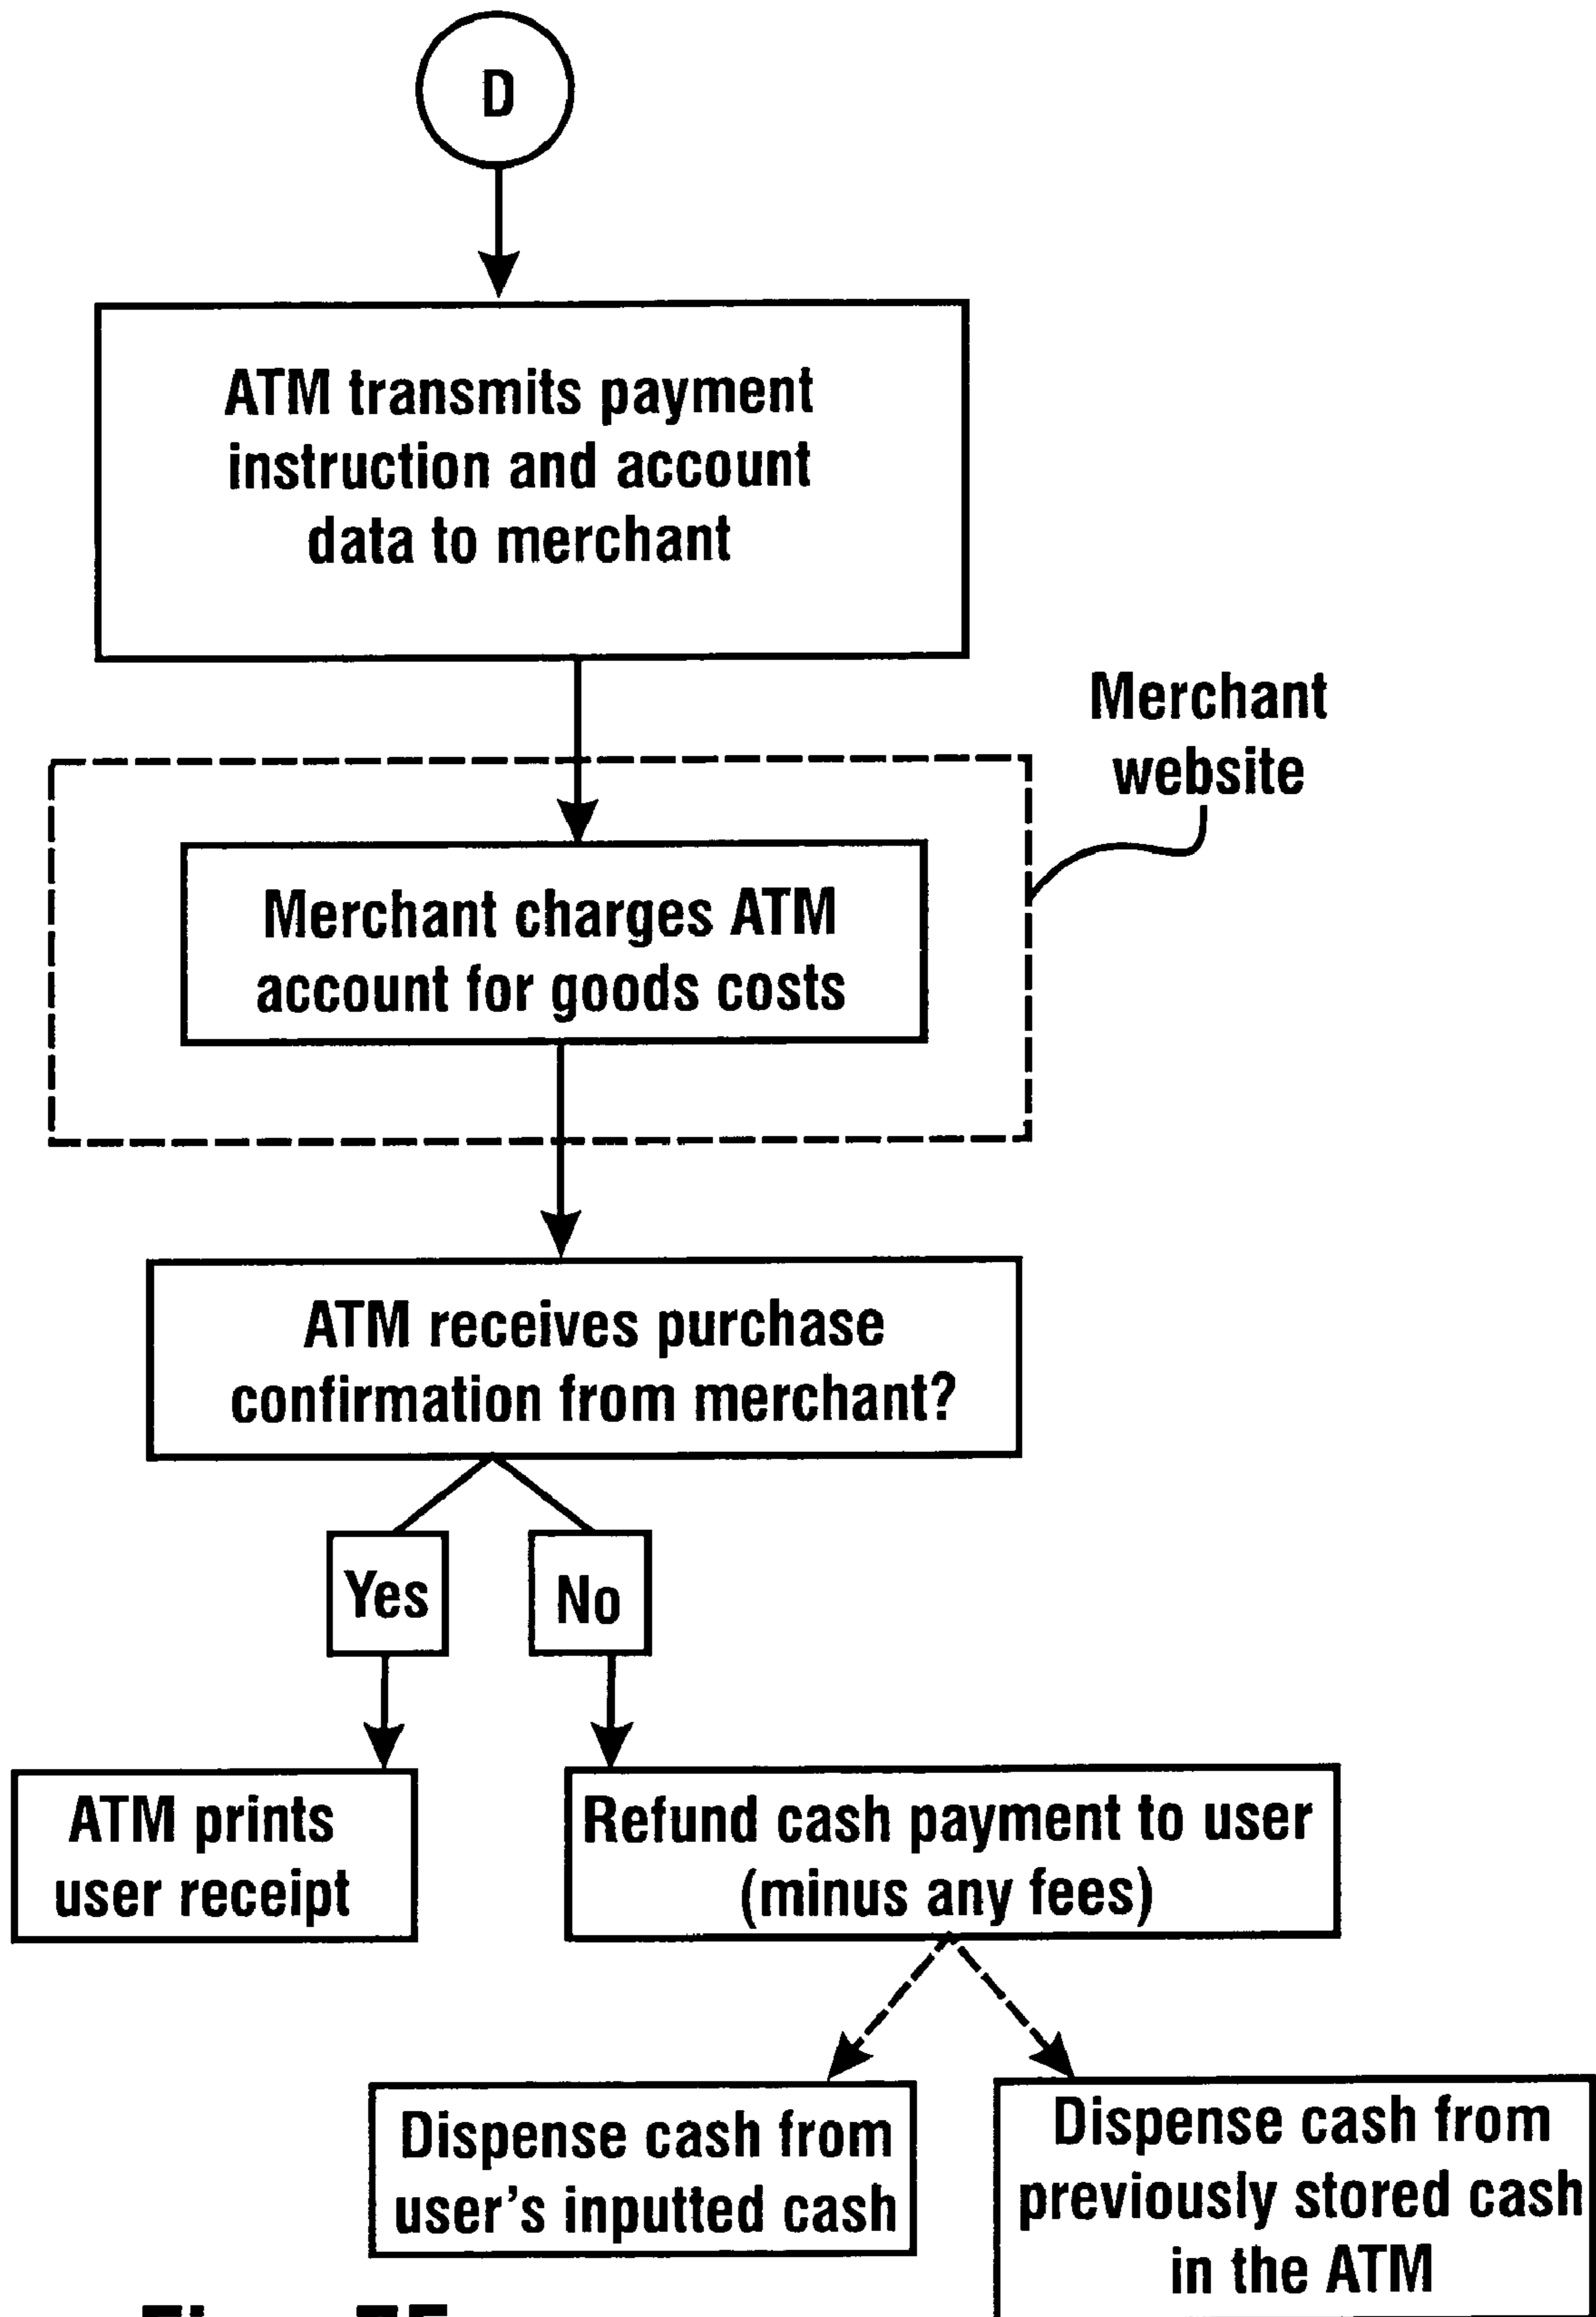 D
ATM transmits payment
instruction and account
data to merchant
Merchant
website
Merchant charges ATM
account for goods costs
ATM receives purchase
confirmation from merchant?
Yes
No
ATM prints
user receipt
Refund cash payment to user
(minus any fees)
Dispense cash from
user's inputted cash
Dispense cash from
previously stored cash
in the ATM